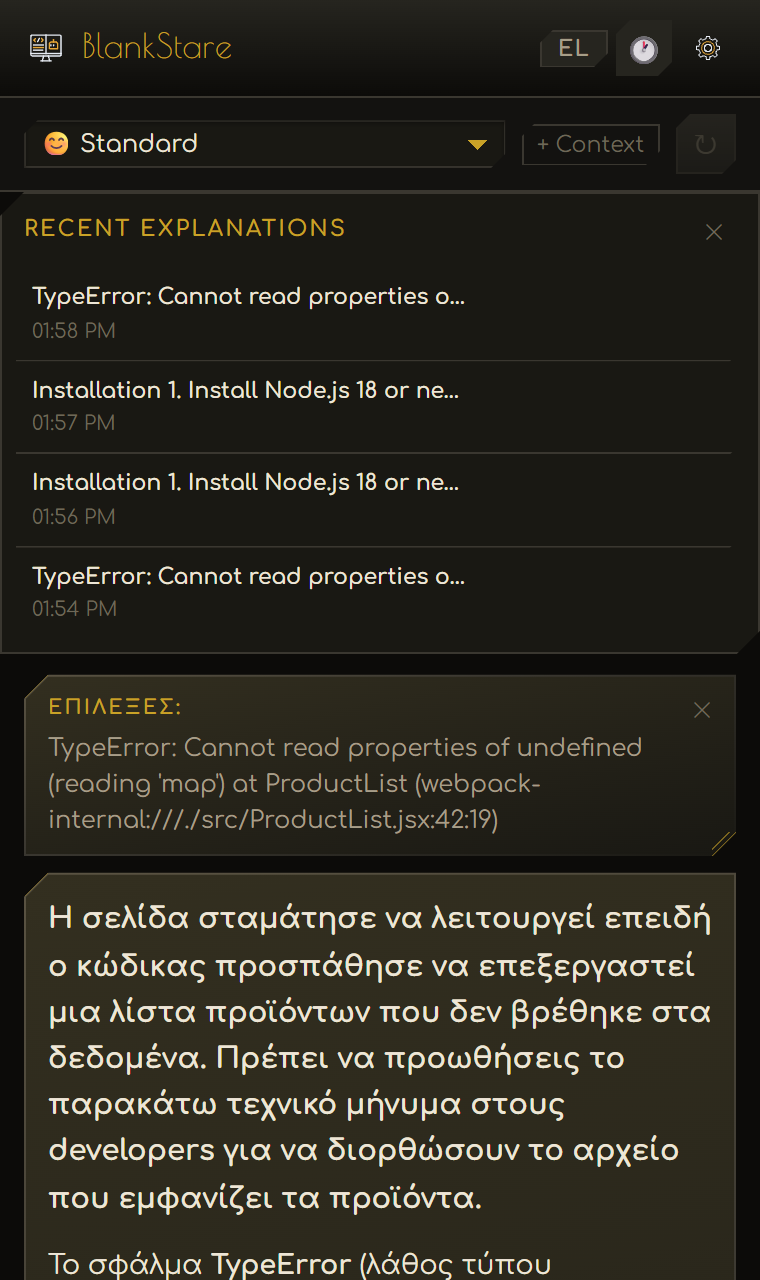 BlankStare
EL
Standard
+ Context
RECENT EXPLANATIONS
TypeError: Cannot read properties o...
01:58 PM
Installation 1. Install Node.js 18 or ne...
01:57 PM
Installation 1. Install Node.js 18 or ne...
01:56 PM
TypeError: Cannot read properties o...
01:54 PM
ΕΠΙΛΕΞΕΣ:
TypeError: Cannot read properties of undefined
(reading 'map') at ProductList (webpack-
internal:///./src/ProductList.jsx:42:19)
Η σελίδα σταμάτησε να λειτουργεί επειδή
ο κώδικας προσπάθησε να επεξεργαστεί
μια λίστα προϊόντων που δεν βρέθηκε στα
δεδομένα. Πρέπει να προωθήσεις το
παρακάτω τεχνικό μήνυμα στους
developers για να διορθώσουν το αρχείο
που εμφανίζει τα προϊόντα.
Το σφάλμα TypeError (λάθος τύπου